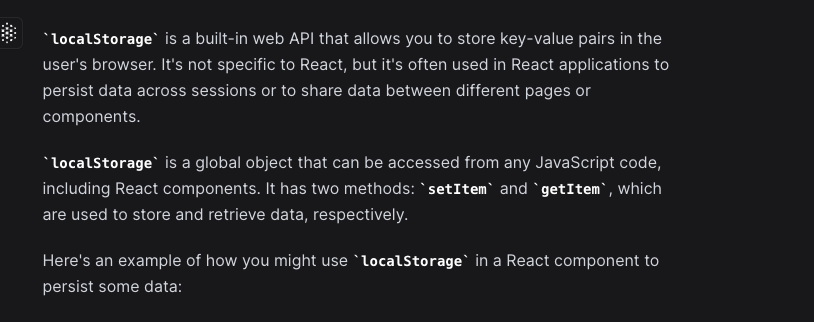 `localStorage` is a built-in web API that allows you to store key-value pairs in the
user's browser. It's not specific to React, but it's often used in React applications to
persist data across sessions or to share data between different pages or
components.
`localStorage` is a global object that can be accessed from any JavaScript code,
including React components. It has two methods: `setItem` and `getItem`, which
are used to store and retrieve data, respectively.
Here's an example of how you might use `localStorage` in a React component to
persist some data: